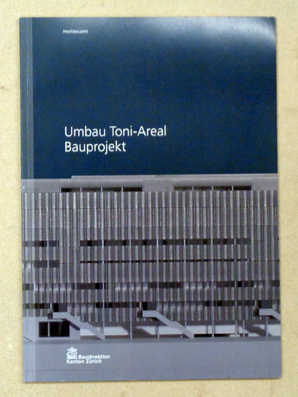 Hochbauamt
Umbau Toni-Areal
Bauprojekt
Baudirektion
Kanton Zürich